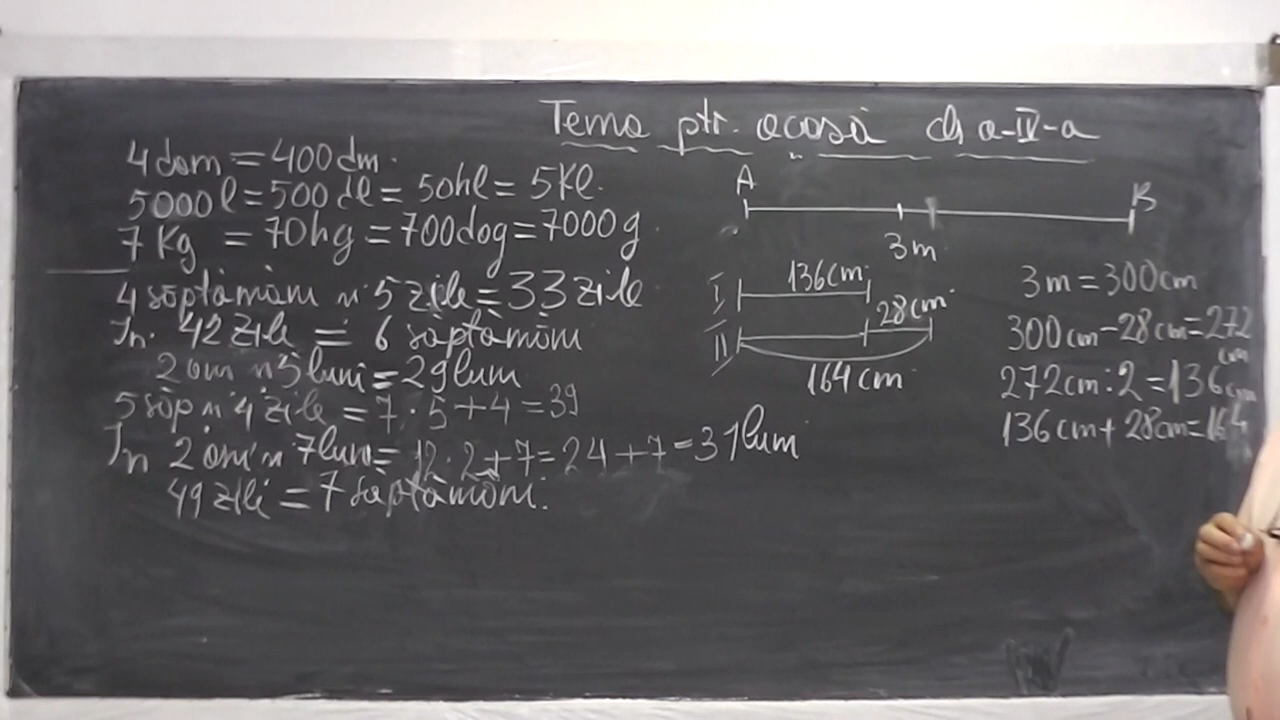 Tema ptr. acasă cls a-IV-a
4 dam = 400 dm.
5000 l = 500 dl = 50 hl = 5 Kl.
7 Kg = 70 hg = 700 dag = 7000 g
4 săptămâni și 5 zile = 33 zile
În 42 zile = 6 săptămâni
2 ani și 5 luni = 29 luni
5 săp și 4 zile = 7 · 5 + 4 = 39
În 2 ani și 7 luni = 12 · 2 + 7 = 24 + 7 = 31 luni
49 zile = 7 săptămâni.
A B
3 m
I 136 cm
28 cm
II
164 cm
3 m = 300 cm
300 cm - 28 cm = 272
cm
272 cm : 2 = 136 cm
136 cm + 28 cm = 164